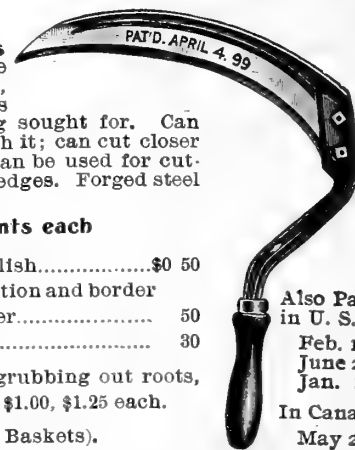 PAT'D. APRIL 4. 99
s
e
,
s
g sought for. Can
h it; can cut closer
an be used for cut-
edges. Forged steel
nts each
lish..................$0 50
tion and border
er.................... 50
........................ 30
grubbing out roots,
$1.00, $1.25 each.
Baskets).
Also Pa
in U. S.
Feb.
June 2
Jan.
In Cana
May 2